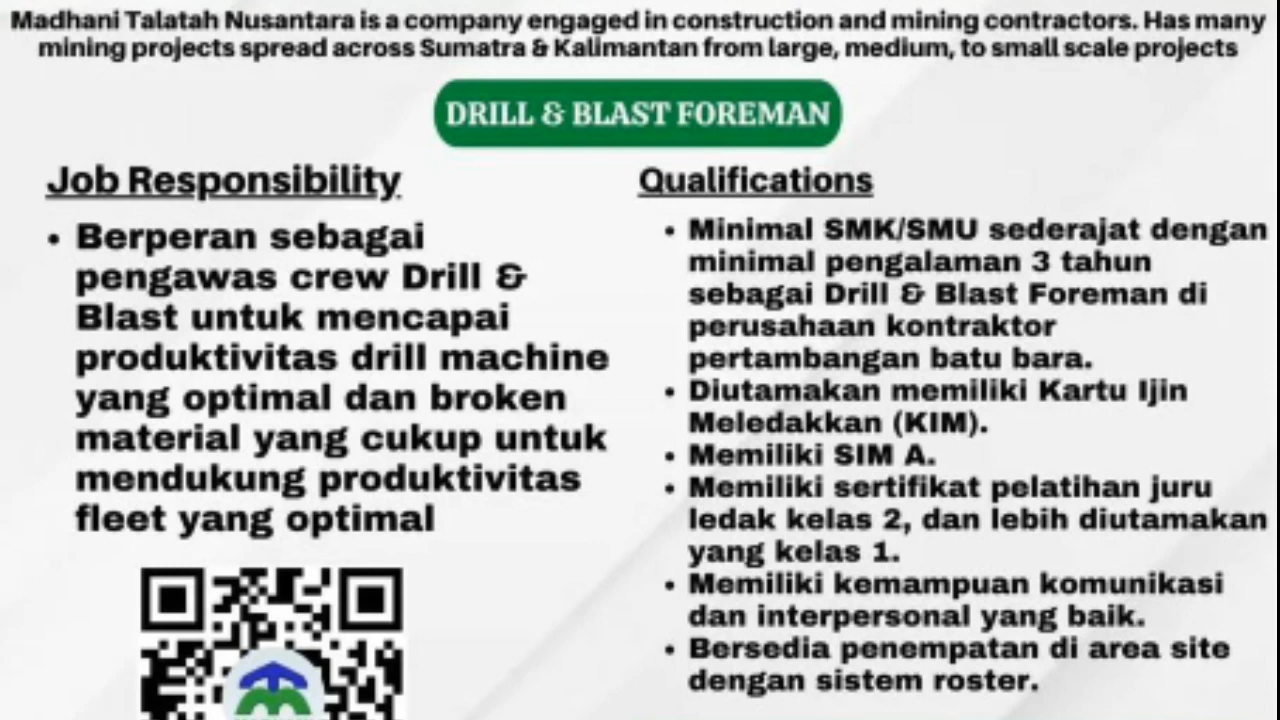 Madhani Talatah Nusantara is a company engaged in construction and mining contractors. Has many
mining projects spread across Sumatra & Kalimantan from large, medium, to small scale projects
DRILL & BLAST FOREMAN
Job Responsibility
• Berperan sebagai
pengawas crew Drill &
Blast untuk mencapai
produktivitas drill machine
yang optimal dan broken
material yang cukup untuk
mendukung produktivitas
fleet yang optimal
Qualifications
• Minimal SMK/SMU sederajat dengan
minimal pengalaman 3 tahun
sebagai Drill & Blast Foreman di
perusahaan kontraktor
pertambangan batu bara.
• Diutamakan memiliki Kartu Ijin
Meledakkan (KIM).
• Memiliki SIM A.
• Memiliki sertifikat pelatihan juru
ledak kelas 2, dan lebih diutamakan
yang kelas 1.
• Memiliki kemampuan komunikasi
dan interpersonal yang baik.
• Bersedia penempatan di area site
dengan sistem roster.